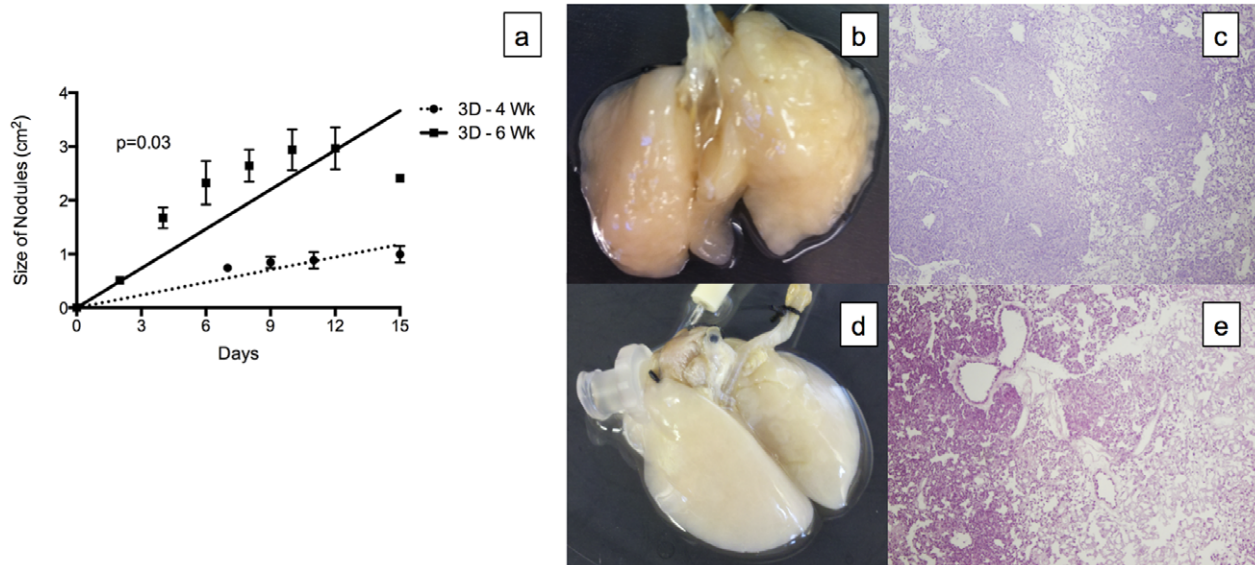 a
Size of Nodules (cm²)
4
3
2
1
0
p=0.03
3D - 4 Wk
3D - 6 Wk
0 3 6 9 12 15
Days
b
c
d
e